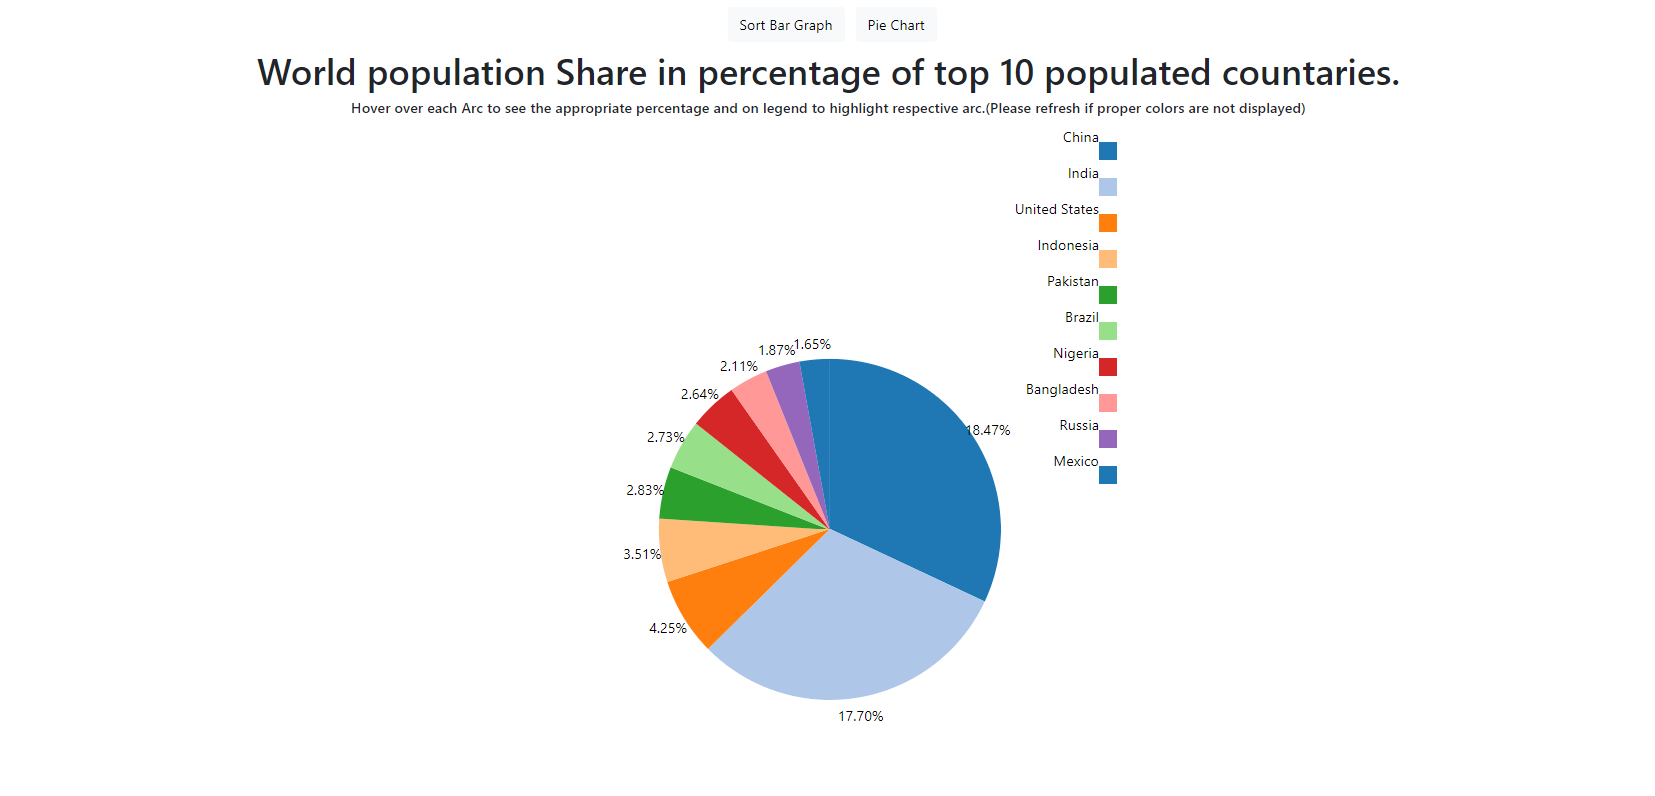 Sort Bar Graph
Pie Chart
World population Share in percentage of top 10 populated countaries.
Hover over each Arc to see the appropriate percentage and on legend to highlight respective arc.(Please refresh if proper colors are not displayed)
China
India
United States
Indonesia
Pakistan
Brazil
Nigeria
Bangladesh
Russia
Mexico
1.65%
1.87%
2.11%
2.64%
18.47%
2.73%
2.83%
3.51%
4.25%
17.70%